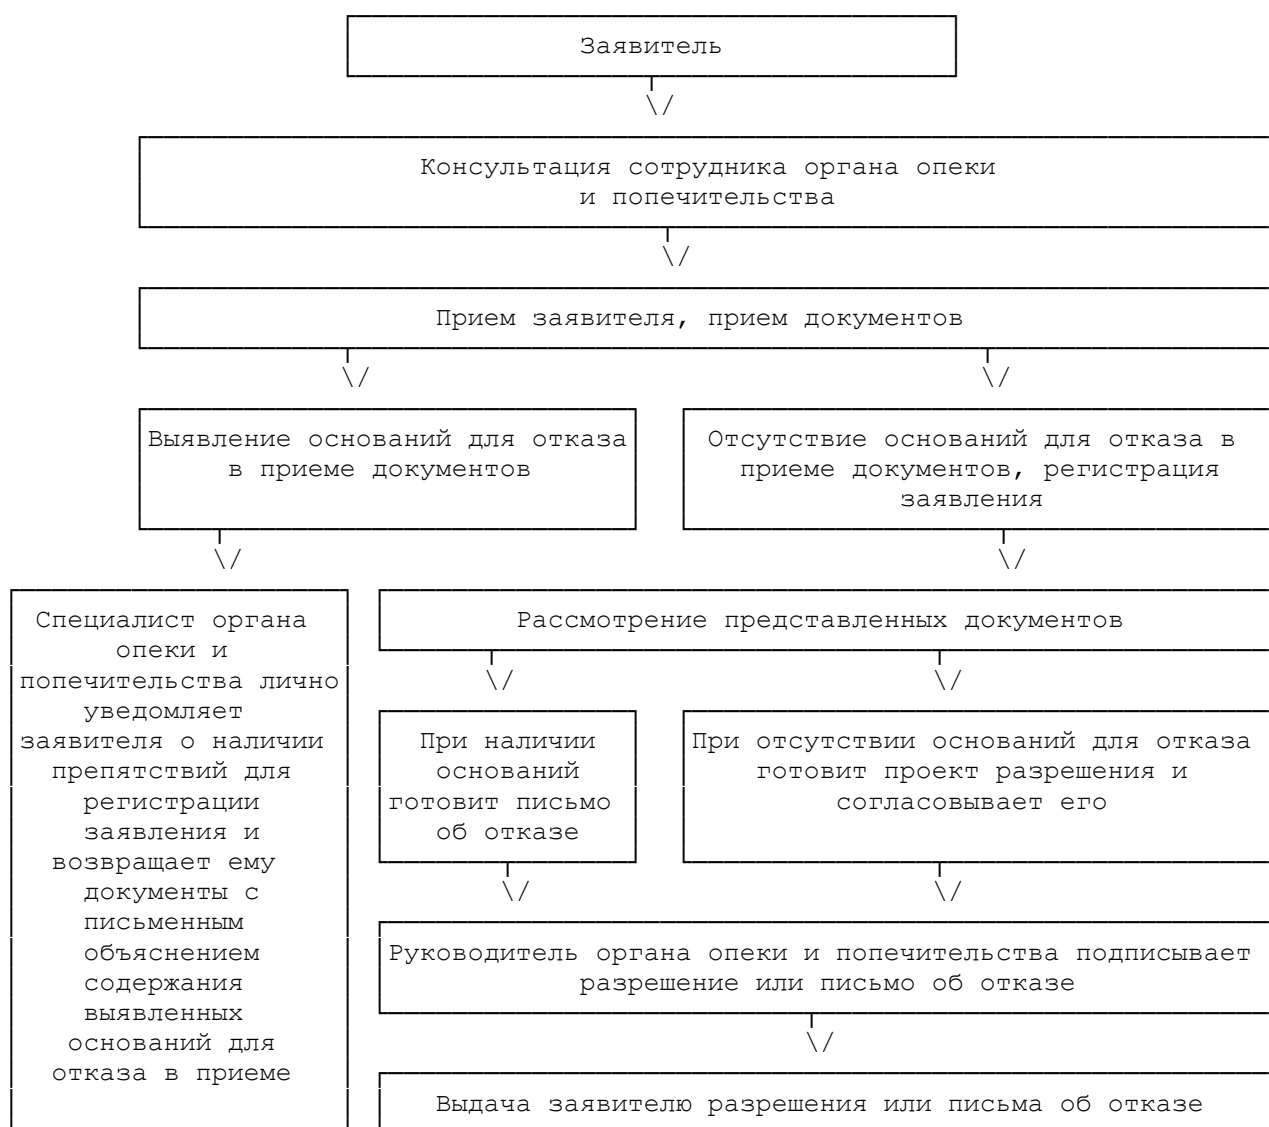 Заявитель
Консультация сотрудника органа опеки
и попечительства
Прием заявителя, прием документов
Выявление оснований для отказа
в приеме документов
Отсутствие оснований для отказа в
приеме документов, регистрация
заявления
Специалист органа
опеки и
попечительства лично
уведомляет
заявителя о наличии
препятствий для
регистрации
заявления и
возвращает ему
документы с
письменным
объяснением
содержания
выявленных
оснований для
отказа в приеме
Рассмотрение представленных документов
При наличии
оснований
готовит письмо
об отказе
При отсутствии оснований для отказа
готовит проект разрешения и
согласовывает его
Руководитель органа опеки и попечительства подписывает
разрешение или письмо об отказе
Выдача заявителю разрешения или письма об отказе